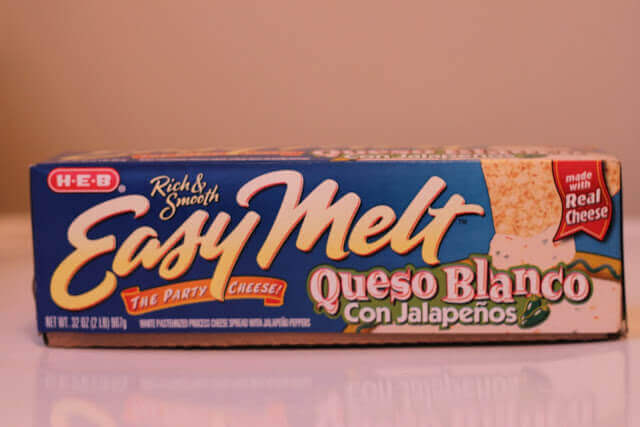 H-E-B®
Rich &
Smooth
Easy Melt™
THE PARTY CHEESE!
Queso Blanco
Con Jalapeños
made
with
Real
Cheese
NET WT. 32 OZ (2 LB) 907g
WHITE PASTEURIZED PROCESS CHEESE SPREAD WITH JALAPEÑO PEPPERS